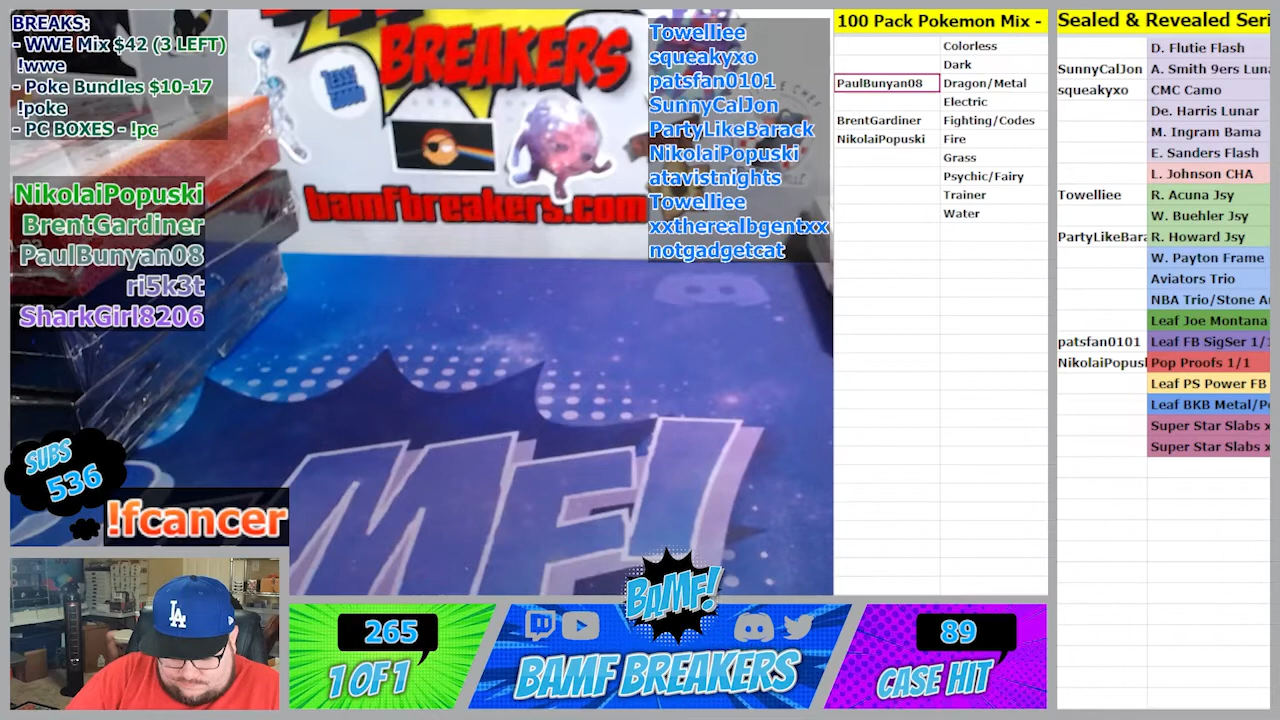 BREAKS:
- WWE Mix $42 (3 LEFT)
!wwe
- Poke Bundles $10-17
!poke
- PC BOXES - !pc
NikolaiPopuski
BrentGardiner
PaulBunyan08
ri5k3t
SharkGirl8206
SUBS
536
!fcancer
BREAKERS
bamfbreakers.com
Towelliee
squeakyxo
patsfan0101
SunnyCalJon
PartyLikeBarack
NikolaiPopuski
atavistnights
Towelliee
xxtherealbgentxx
notgadgetcat
MF!
LA
265
1 OF 1
BAMF!
BAMF BREAKERS
89
CASE HIT
100 Pack Pokemon Mix -
Colorless
Dark
PaulBunyan08 Dragon/Metal
Electric
BrentGardiner Fighting/Codes
NikolaiPopuski Fire
Grass
Psychic/Fairy
Trainer
Water
Sealed & Revealed Seri
D. Flutie Flash
SunnyCalJon A. Smith 9ers Luna
squeakyxo CMC Camo
De. Harris Lunar
M. Ingram Bama
E. Sanders Flash
L. Johnson CHA
Towelliee R. Acuna Jsy
W. Buehler Jsy
PartyLikeBara R. Howard Jsy
W. Payton Frame
Aviators Trio
NBA Trio/Stone A
Leaf Joe Montana
patsfan0101 Leaf FB SigSer 1/1
NikolaiPopusl Pop Proofs 1/1
Leaf PS Power FB
Leaf BKB Metal/P
Super Star Slabs x
Super Star Slabs x